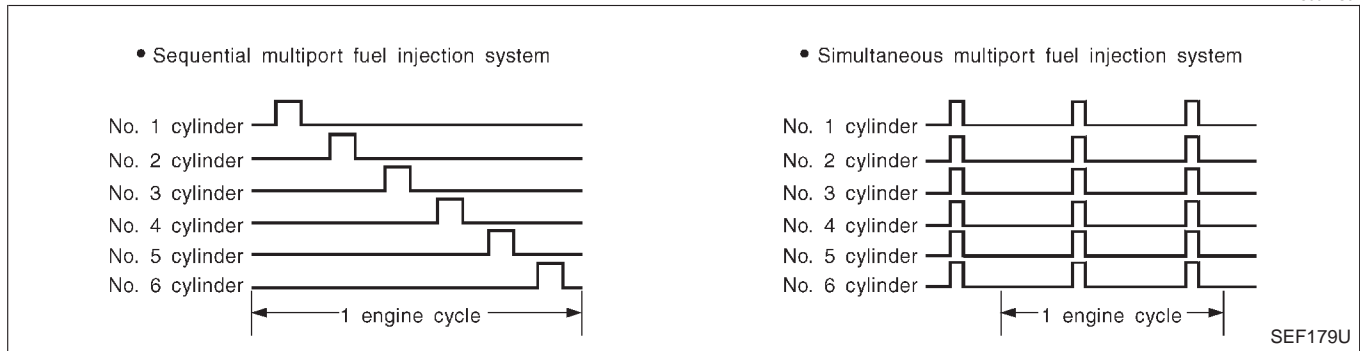 • Sequential multiport fuel injection system
No. 1 cylinder
No. 2 cylinder
No. 3 cylinder
No. 4 cylinder
No. 5 cylinder
No. 6 cylinder
1 engine cycle
• Simultaneous multiport fuel injection system
No. 1 cylinder
No. 2 cylinder
No. 3 cylinder
No. 4 cylinder
No. 5 cylinder
No. 6 cylinder
1 engine cycle
SEF179U